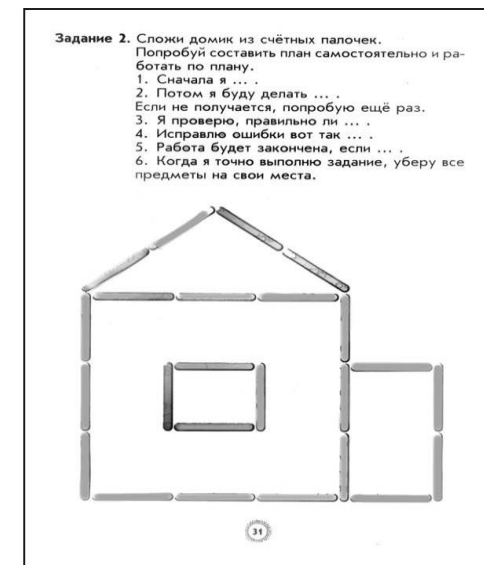 Задание 2. Сложи домик из счётных палочек.
Попробуй составить план самостоятельно и ра-
ботать по плану.
1. Сначала я ... .
2. Потом я буду делать ... .
Если не получается, попробую ещё раз.
3. Я проверю, правильно ли ... .
4. Исправлю ошибки вот так ... .
5. Работа будет закончена, если ... .
6. Когда я точно выполню задание, уберу все
предметы на свои места.
31